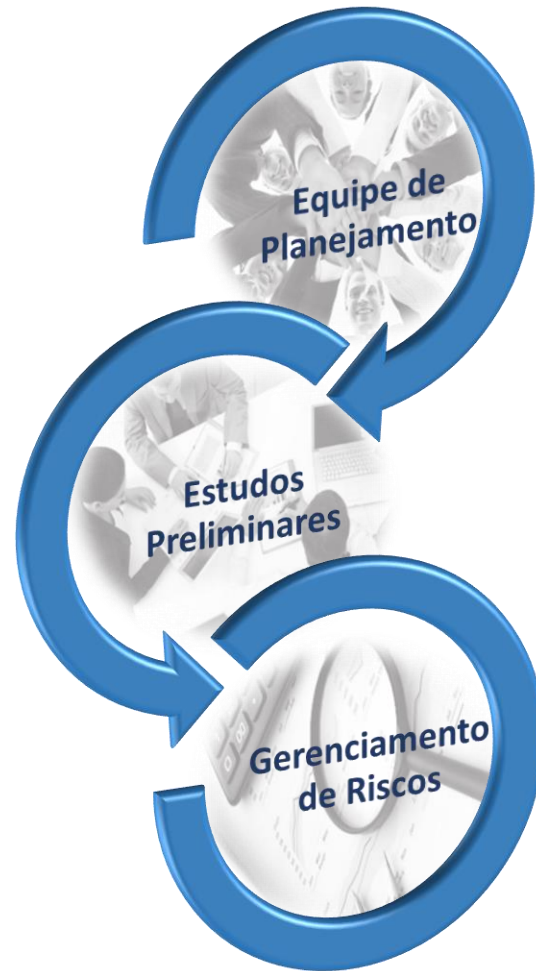 Equipe de
Planejamento
Estudos
Preliminares
Gerenciamento
de Riscos